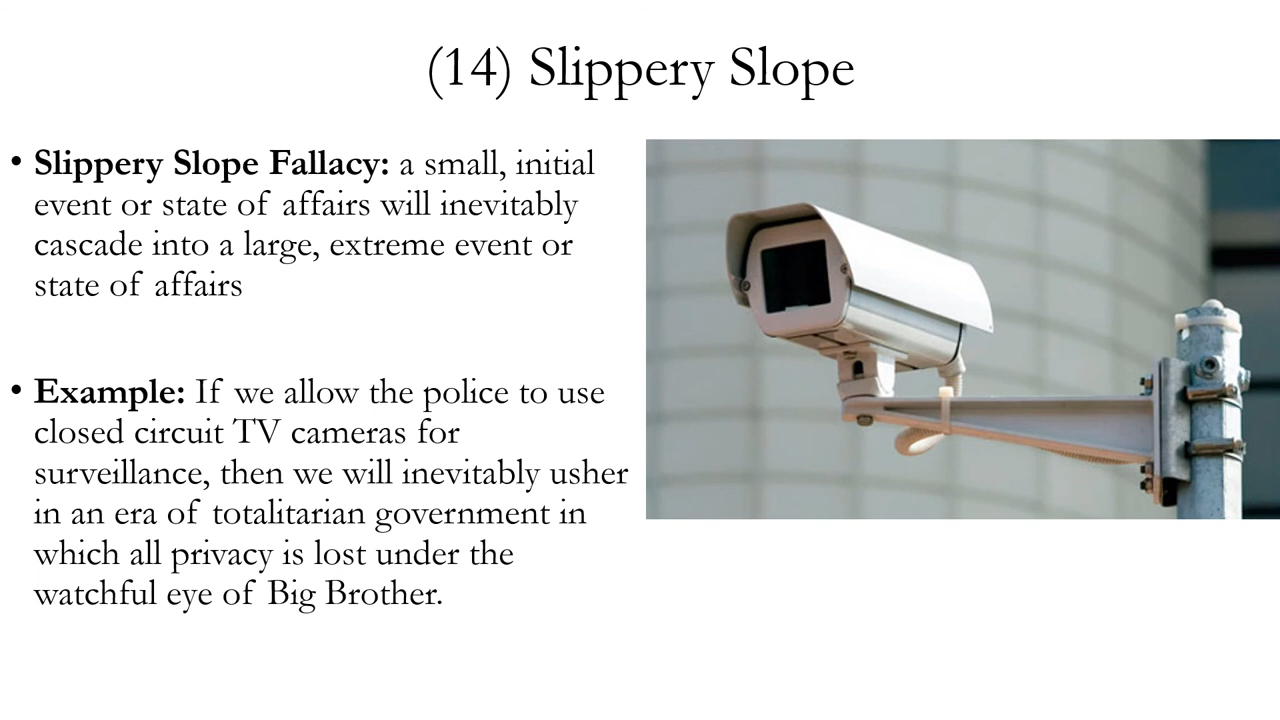 (14) Slippery Slope
• Slippery Slope Fallacy: a small, initial
event or state of affairs will inevitably
cascade into a large, extreme event or
state of affairs
• Example: If we allow the police to use
closed circuit TV cameras for
surveillance, then we will inevitably usher
in an era of totalitarian government in
which all privacy is lost under the
watchful eye of Big Brother.